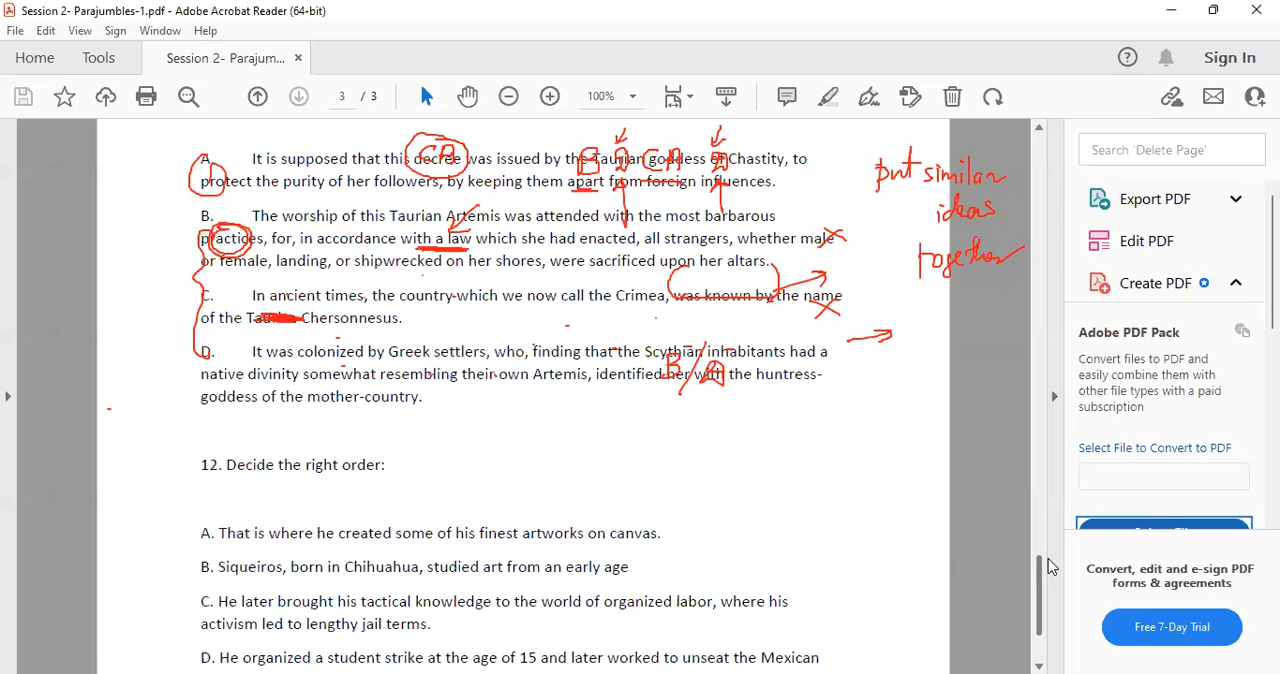 Session 2- Parajumbles-1.pdf - Adobe Acrobat Reader (64-bit)
File Edit View Sign Window Help
Home Tools Session 2- Parajum... × Sign In
3 / 3 100%
A. It is supposed that this decree was issued by the Taurian goddess of Chastity, to
protect the purity of her followers, by keeping them apart from foreign influences.
B. The worship of this Taurian Artemis was attended with the most barbarous
practices, for, in accordance with a law which she had enacted, all strangers, whether male
or female, landing, or shipwrecked on her shores, were sacrificed upon her altars.
C. In ancient times, the country which we now call the Crimea, was known by the name
of the Chersonnesus.
D. It was colonized by Greek settlers, who, finding that the Scythian inhabitants had a
native divinity somewhat resembling their own Artemis, identified her with the huntress-
goddess of the mother-country.
CA
B CA
B/A
put similar
ideas
together
12. Decide the right order:
A. That is where he created some of his finest artworks on canvas.
B. Siqueiros, born in Chihuahua, studied art from an early age
C. He later brought his tactical knowledge to the world of organized labor, where his
activism led to lengthy jail terms.
D. He organized a student strike at the age of 15 and later worked to unseat the Mexican
Search 'Delete Page'
Export PDF
Edit PDF
Create PDF
Adobe PDF Pack
Convert files to PDF and
easily combine them with
other file types with a paid
subscription
Select File to Convert to PDF
Convert, edit and e-sign PDF
forms & agreements
Free 7-Day Trial